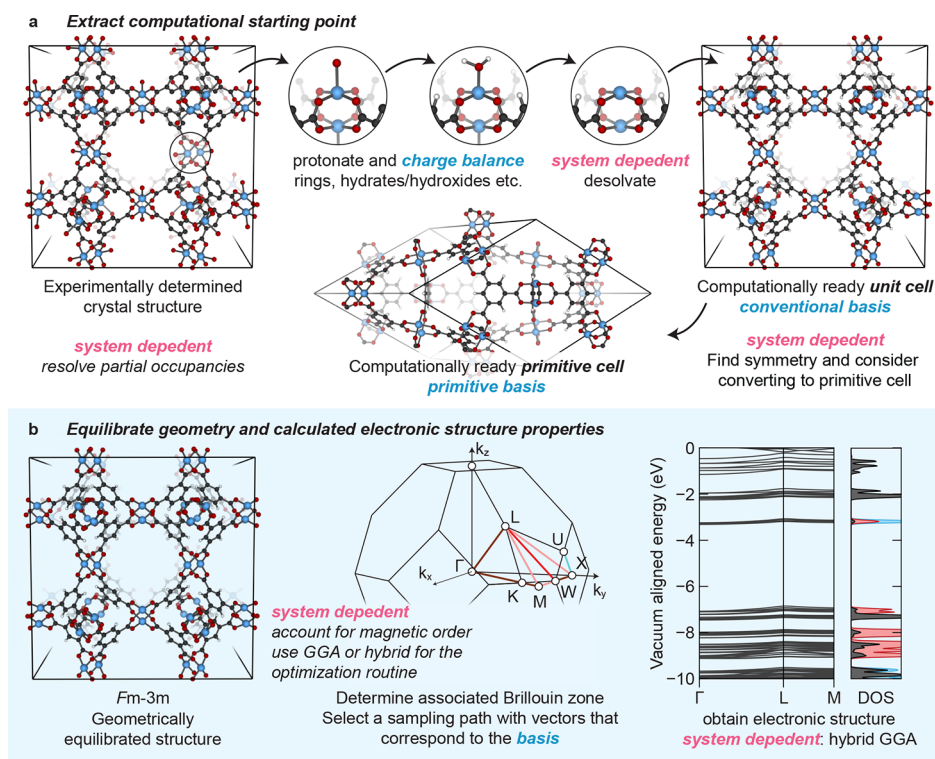 a Extract computational starting point
protonate and charge balance
rings, hydrates/hydroxides etc.
system depedent
desolvate
Experimentally determined
crystal structure
system depedent
resolve partial occupancies
Computationally ready primitive cell
primitive basis
Computationally ready unit cell
conventional basis
system depedent
Find symmetry and consider
converting to primitive cell
b Equilibrate geometry and calculated electronic structure properties
Fm-3m
Geometrically
equilibrated structure
system depedent
account for magnetic order
use GGA or hybrid for the
optimization routine
kz
L
U
Γ
X
kx
K
M
W
ky
Determine associated Brillouin zone
Select a sampling path with vectors that
correspond to the basis
Vacuum aligned energy (eV)
0
−2
−4
−6
−8
−10
Γ L M DOS
obtain electronic structure
system depedent: hybrid GGA